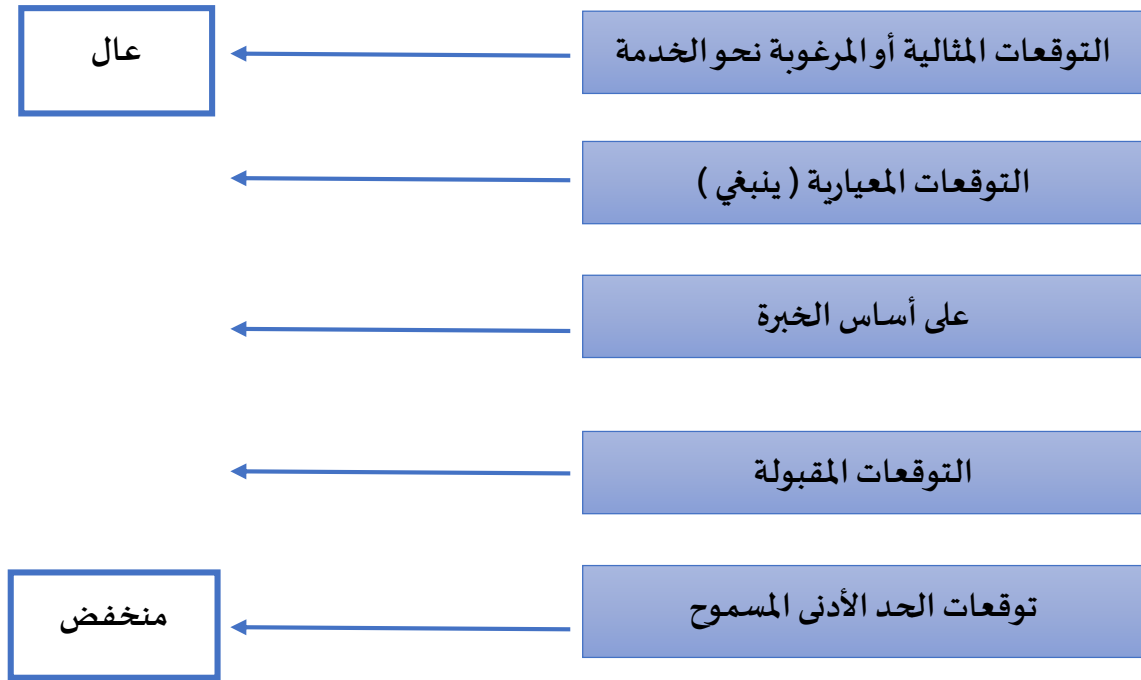 التوقعات المثالية أو المرغوبة نحو الخدمة
عال
التوقعات المعيارية ( ينبغي )
على أساس الخبرة
التوقعات المقبولة
توقعات الحد الأدنى المسموح
منخفض